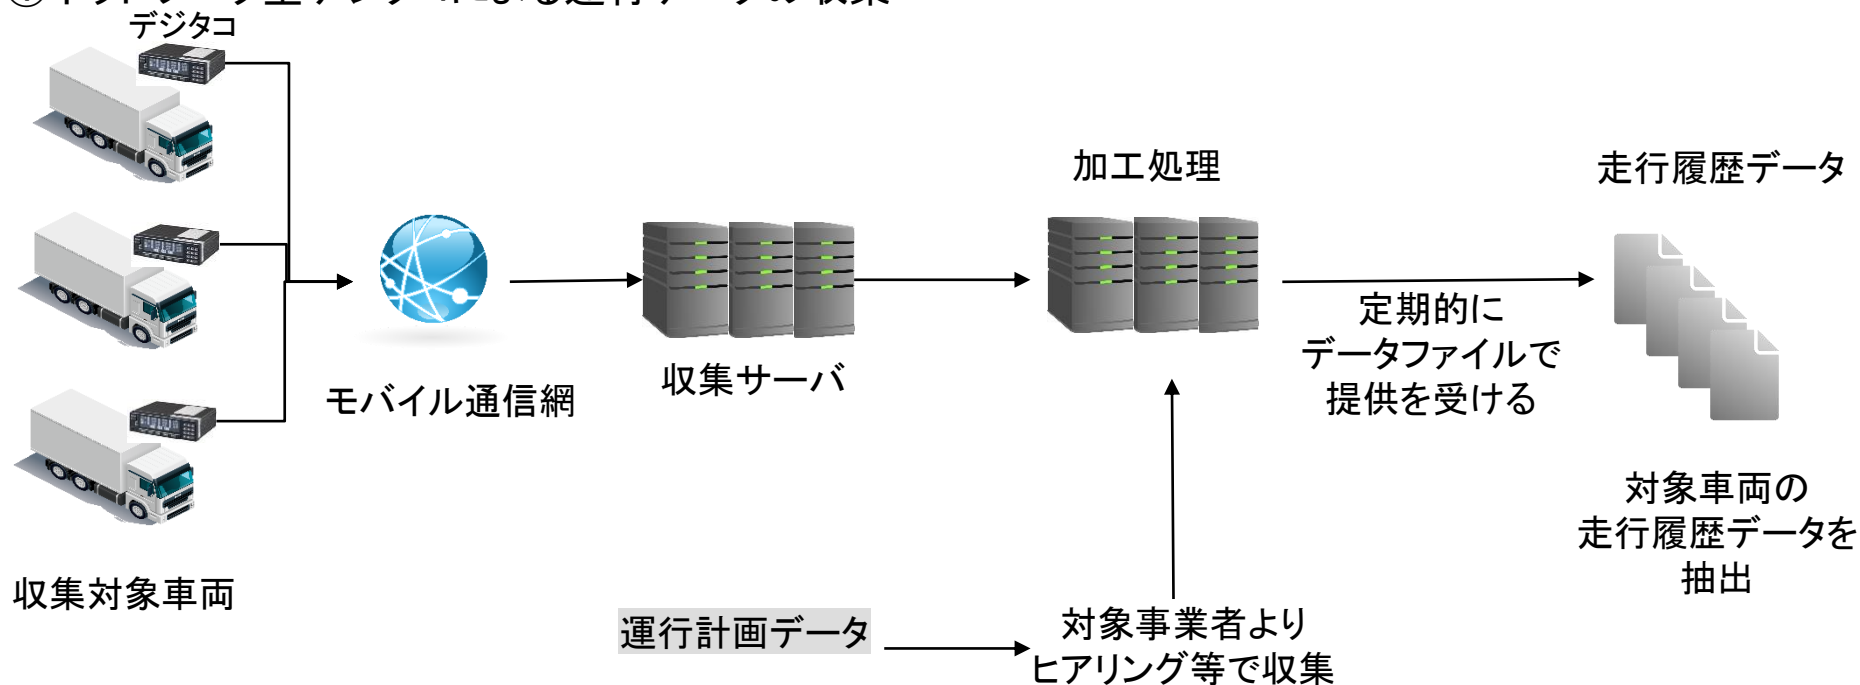 デジタコ
加工処理
走行履歴データ
定期的に
データファイルで
提供を受ける
収集サーバ
モバイル通信網
対象車両の
走行履歴データを
抽出
収集対象車両
運行計画データ
対象事業者より
ヒアリング等で収集